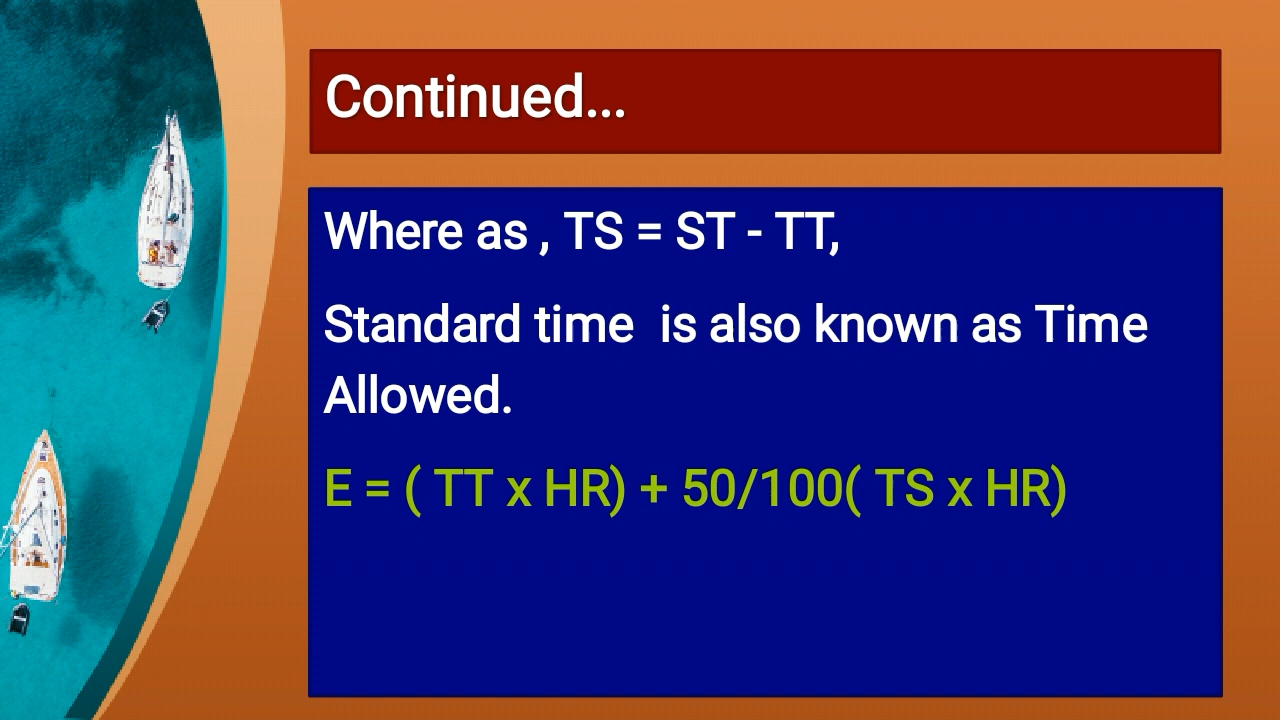 Continued...
Where as , TS = ST - TT,
Standard time  is also known as Time
Allowed.
E = ( TT x HR) + 50/100( TS x HR)